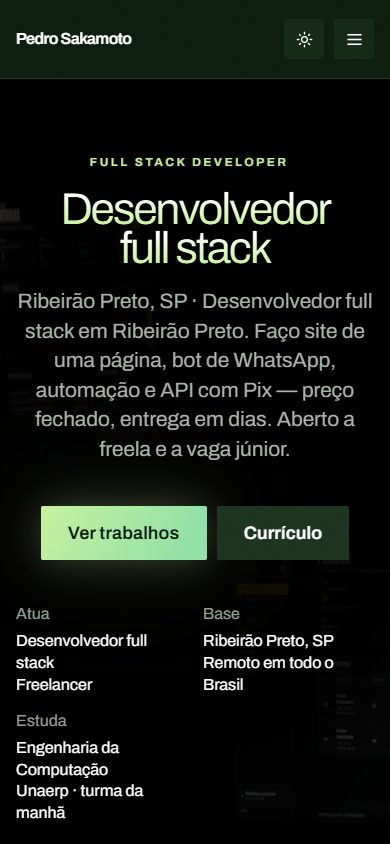 Pedro Sakamoto
FULL STACK DEVELOPER
Desenvolvedor
full stack
Ribeirão Preto, SP · Desenvolvedor full
stack em Ribeirão Preto. Faço site de
uma página, bot de WhatsApp,
automação e API com Pix — preço
fechado, entrega em dias. Aberto a
freela e a vaga júnior.
Ver trabalhos
Currículo
Atua
Desenvolvedor full
stack
Freelancer
Base
Ribeirão Preto, SP
Remoto em todo o
Brasil
Estuda
Engenharia da
Computação
Unaerp · turma da
manhã